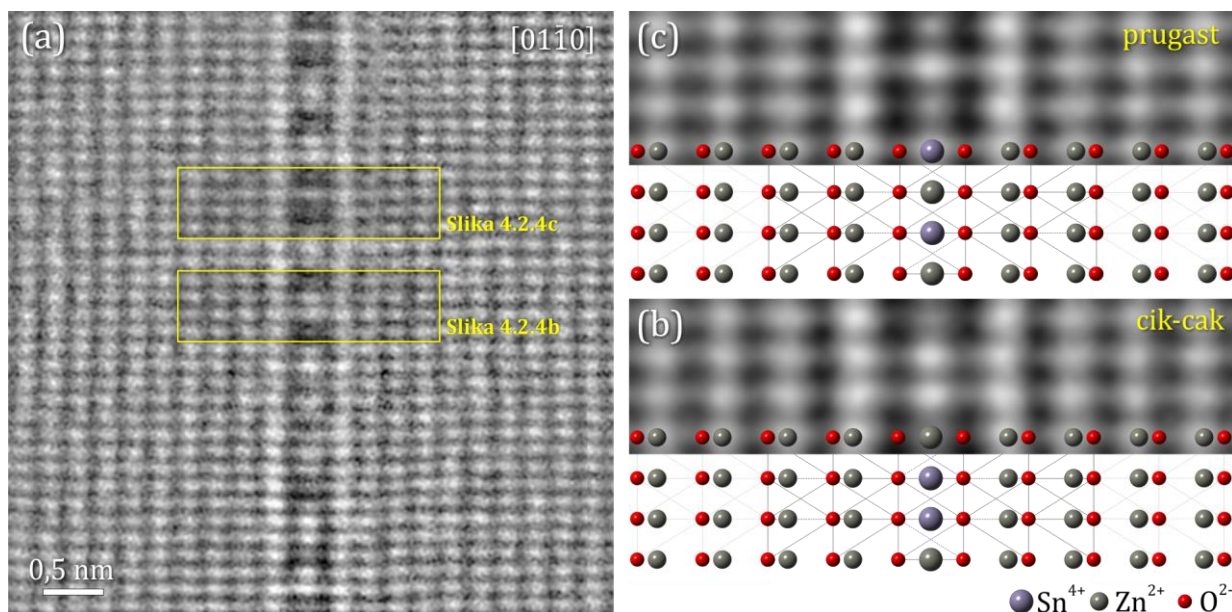 (a)
[011̄0]
Slika 4.2.4c
Slika 4.2.4b
0,5 nm
(c)
prugast
(b)
cik-cak
Sn⁴⁺ Zn²⁺ O²⁻